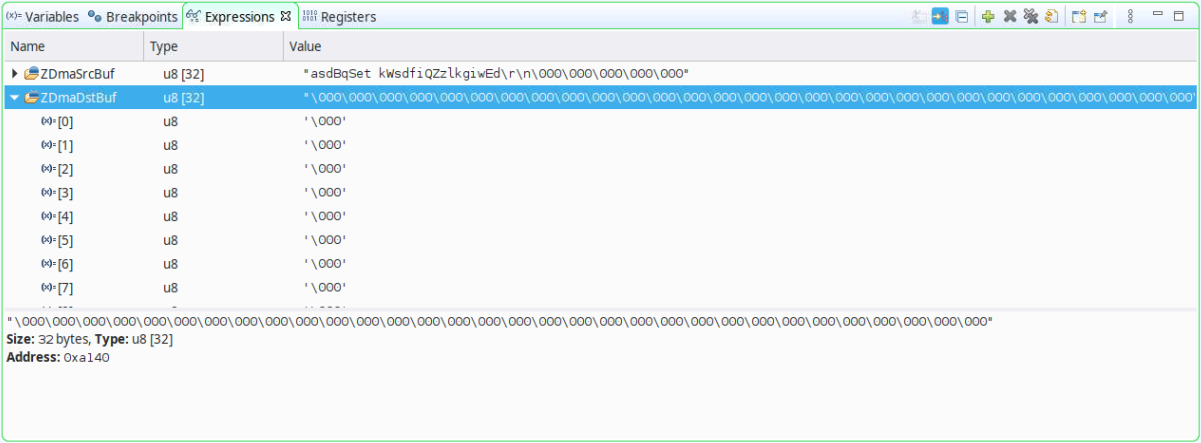 (x)= Variables Breakpoints Expressions Registers
Name Type Value
ZDmaSrcBuf u8 [32] "asdBqSet kWsdfiQZzlkgiwEd\r\n\000\000\000\000\000"
ZDmaDstBuf u8 [32] "\000\000\000\000\000\000\000\000\000\000\000\000\000\000\000\000\000\000\000\000\000\000\000\000\000\000\000\000\000
(x)= [0] u8 '\000'
(x)= [1] u8 '\000'
(x)= [2] u8 '\000'
(x)= [3] u8 '\000'
(x)= [4] u8 '\000'
(x)= [5] u8 '\000'
(x)= [6] u8 '\000'
(x)= [7] u8 '\000'
"\000\000\000\000\000\000\000\000\000\000\000\000\000\000\000\000\000\000\000\000\000\000\000\000\000\000\000\000\000\000\000\000"
Size: 32 bytes, Type: u8 [32]
Address: 0xa140